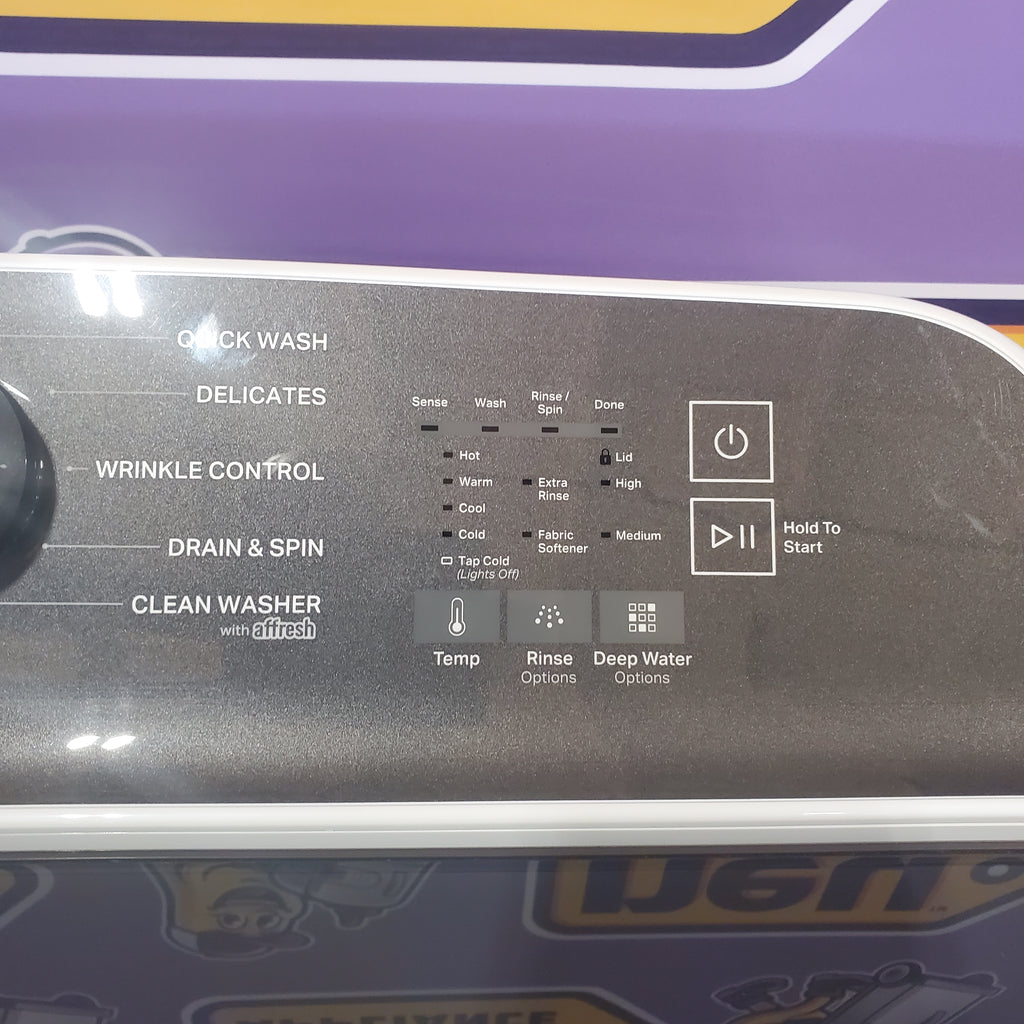 QUICK WASH
DELICATES
WRINKLE CONTROL
DRAIN & SPIN
CLEAN WASHER
with affresh
Sense
Wash
Rinse /
Spin
Done
Hot
Lid
Warm
Extra
Rinse
High
Cool
Cold
Fabric
Softener
Medium
Tap Cold
(Lights Off)
Hold To
Start
Temp
Rinse
Options
Deep Water
Options